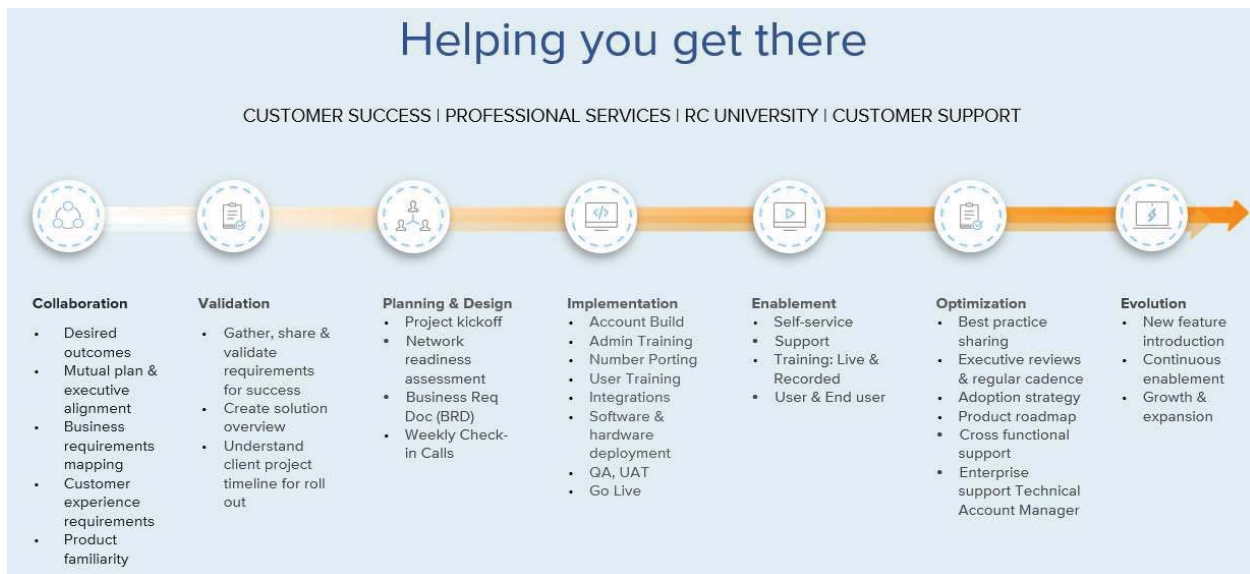 Helping you get there
CUSTOMER SUCCESS | PROFESSIONAL SERVICES | RC UNIVERSITY | CUSTOMER SUPPORT
</>
Collaboration
• Desired
outcomes
• Mutual plan &
executive
alignment
• Business
requirements
mapping
• Customer
experience
requirements
• Product
familiarity
Validation
• Gather, share &
validate
requirements
for success
• Create solution
overview
• Understand
client project
timeline for roll
out
Planning & Design
• Project kickoff
• Network
readiness
assessment
• Business Req
Doc (BRD)
• Weekly Check-
in Calls
Implementation
• Account Build
• Admin Training
• Number Porting
• User Training
• Integrations
• Software &
hardware
deployment
• QA, UAT
• Go Live
Enablement
• Self-service
• Support
• Training: Live &
Recorded
• User & End user
Optimization
• Best practice
sharing
• Executive reviews
& regular cadence
• Adoption strategy
• Product roadmap
• Cross functional
support
• Enterprise
support Technical
Account Manager
Evolution
• New feature
introduction
• Continuous
enablement
• Growth &
expansion